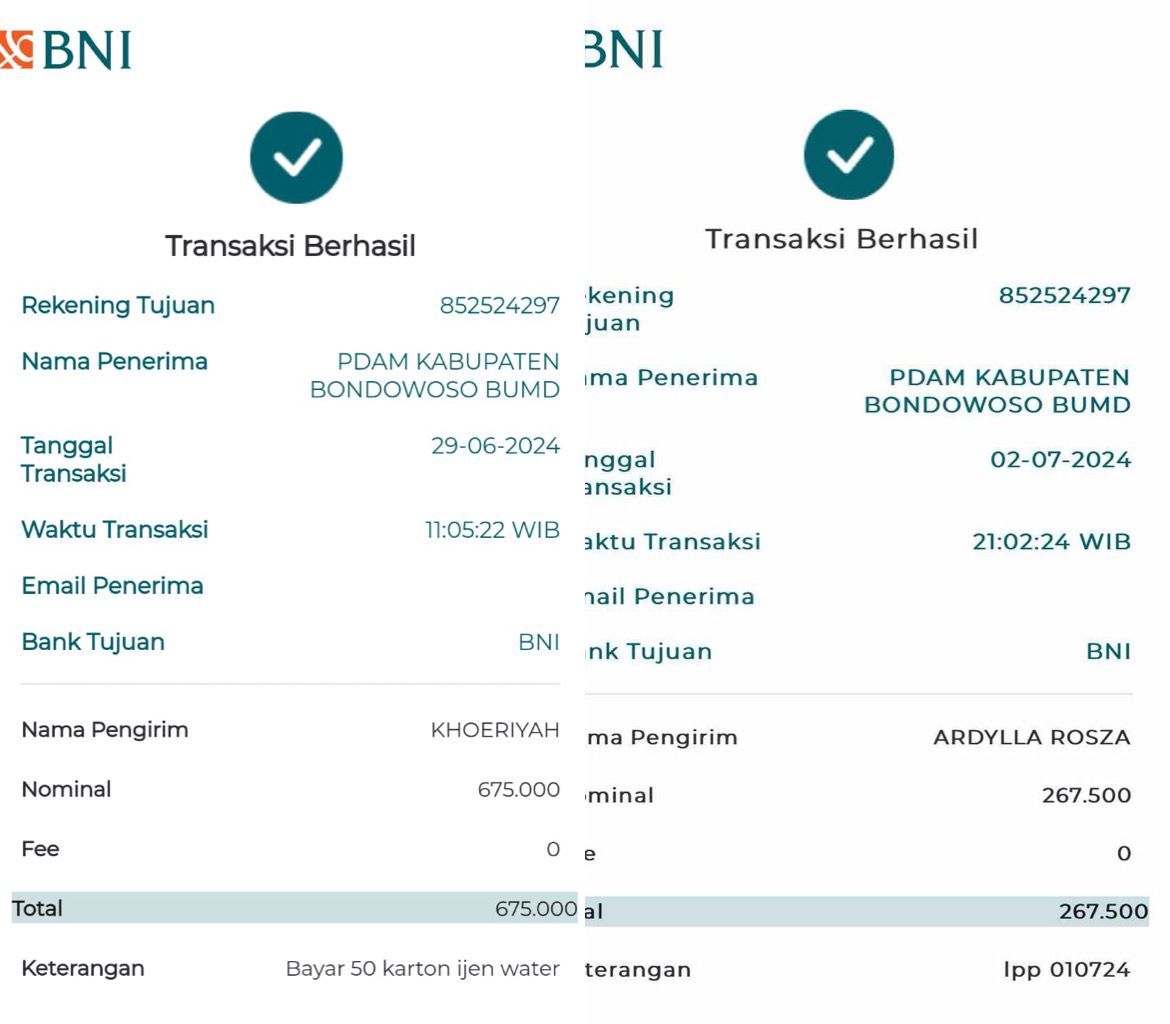 BNI
Transaksi Berhasil
Rekening Tujuan 852524297
Nama Penerima PDAM KABUPATEN
BONDOWOSO BUMD
Tanggal 29-06-2024
Transaksi
Waktu Transaksi 11:05:22 WIB
Email Penerima
Bank Tujuan BNI
Nama Pengirim KHOERIYAH
Nominal 675.000
Fee 0
Total 675.000
Keterangan Bayar 50 karton ijen water
BNI
Transaksi Berhasil
kening 852524297
juan
ma Penerima PDAM KABUPATEN
BONDOWOSO BUMD
nggal 02-07-2024
ansaksi
aktu Transaksi 21:02:24 WIB
ail Penerima
nk Tujuan BNI
ma Pengirim ARDYLLA ROSZA
minal 267.500
e 0
al 267.500
terangan lpp 010724